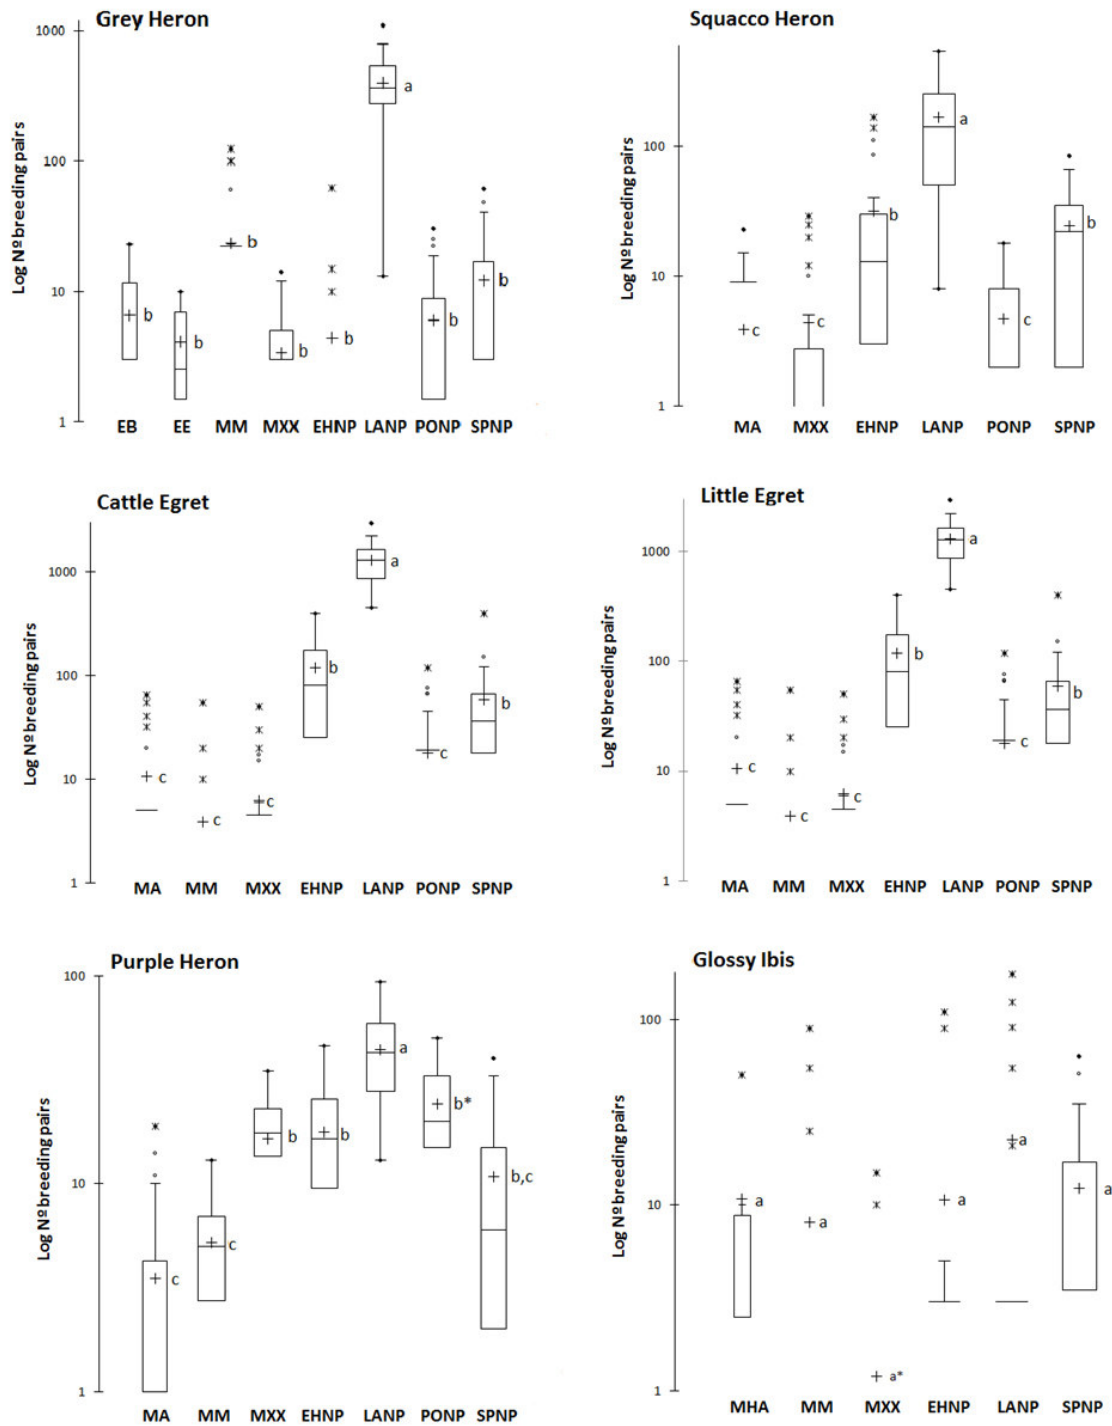 Grey Heron
Log Nº breeding pairs
1000
100
10
1
a
b
b
b
b
b
b
b
EB EE MM MXX EHNP LANP PONP SPNP
Squacco Heron
Log Nº breeding pairs
100
10
1
a
b
b
c
c
c
MA MXX EHNP LANP PONP SPNP
Cattle Egret
Log Nº breeding pairs
1000
100
10
1
a
b
b
c
c
c
c
MA MM MXX EHNP LANP PONP SPNP
Little Egret
Log Nº breeding pairs
1000
100
10
1
a
b
b
c
c
c
c
MA MM MXX EHNP LANP PONP SPNP
Purple Heron
Log Nº breeding pairs
100
10
1
a
b*
b
b
b,c
c
c
MA MM MXX EHNP LANP PONP SPNP
Glossy Ibis
Log Nº breeding pairs
100
10
1
a
a
a
a
a
a*
MHA MM MXX EHNP LANP SPNP